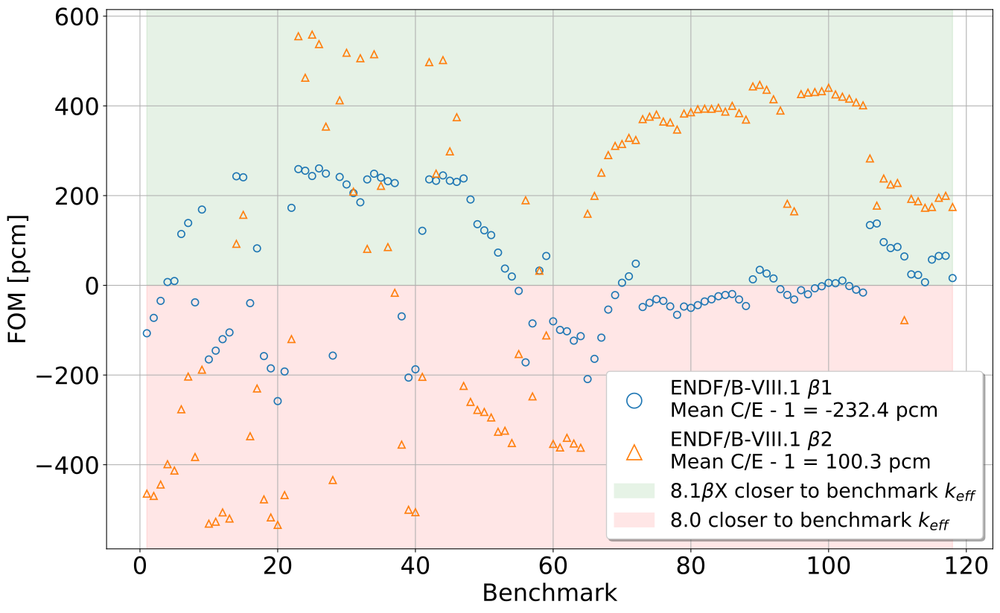 600
400
200
0
−200
−400
FOM [pcm]
0
20
40
60
80
100
120
Benchmark
ENDF/B-VIII.1 β1
Mean C/E - 1 = -232.4 pcm
ENDF/B-VIII.1 β2
Mean C/E - 1 = 100.3 pcm
8.1βX closer to benchmark k_eff
8.0 closer to benchmark k_eff